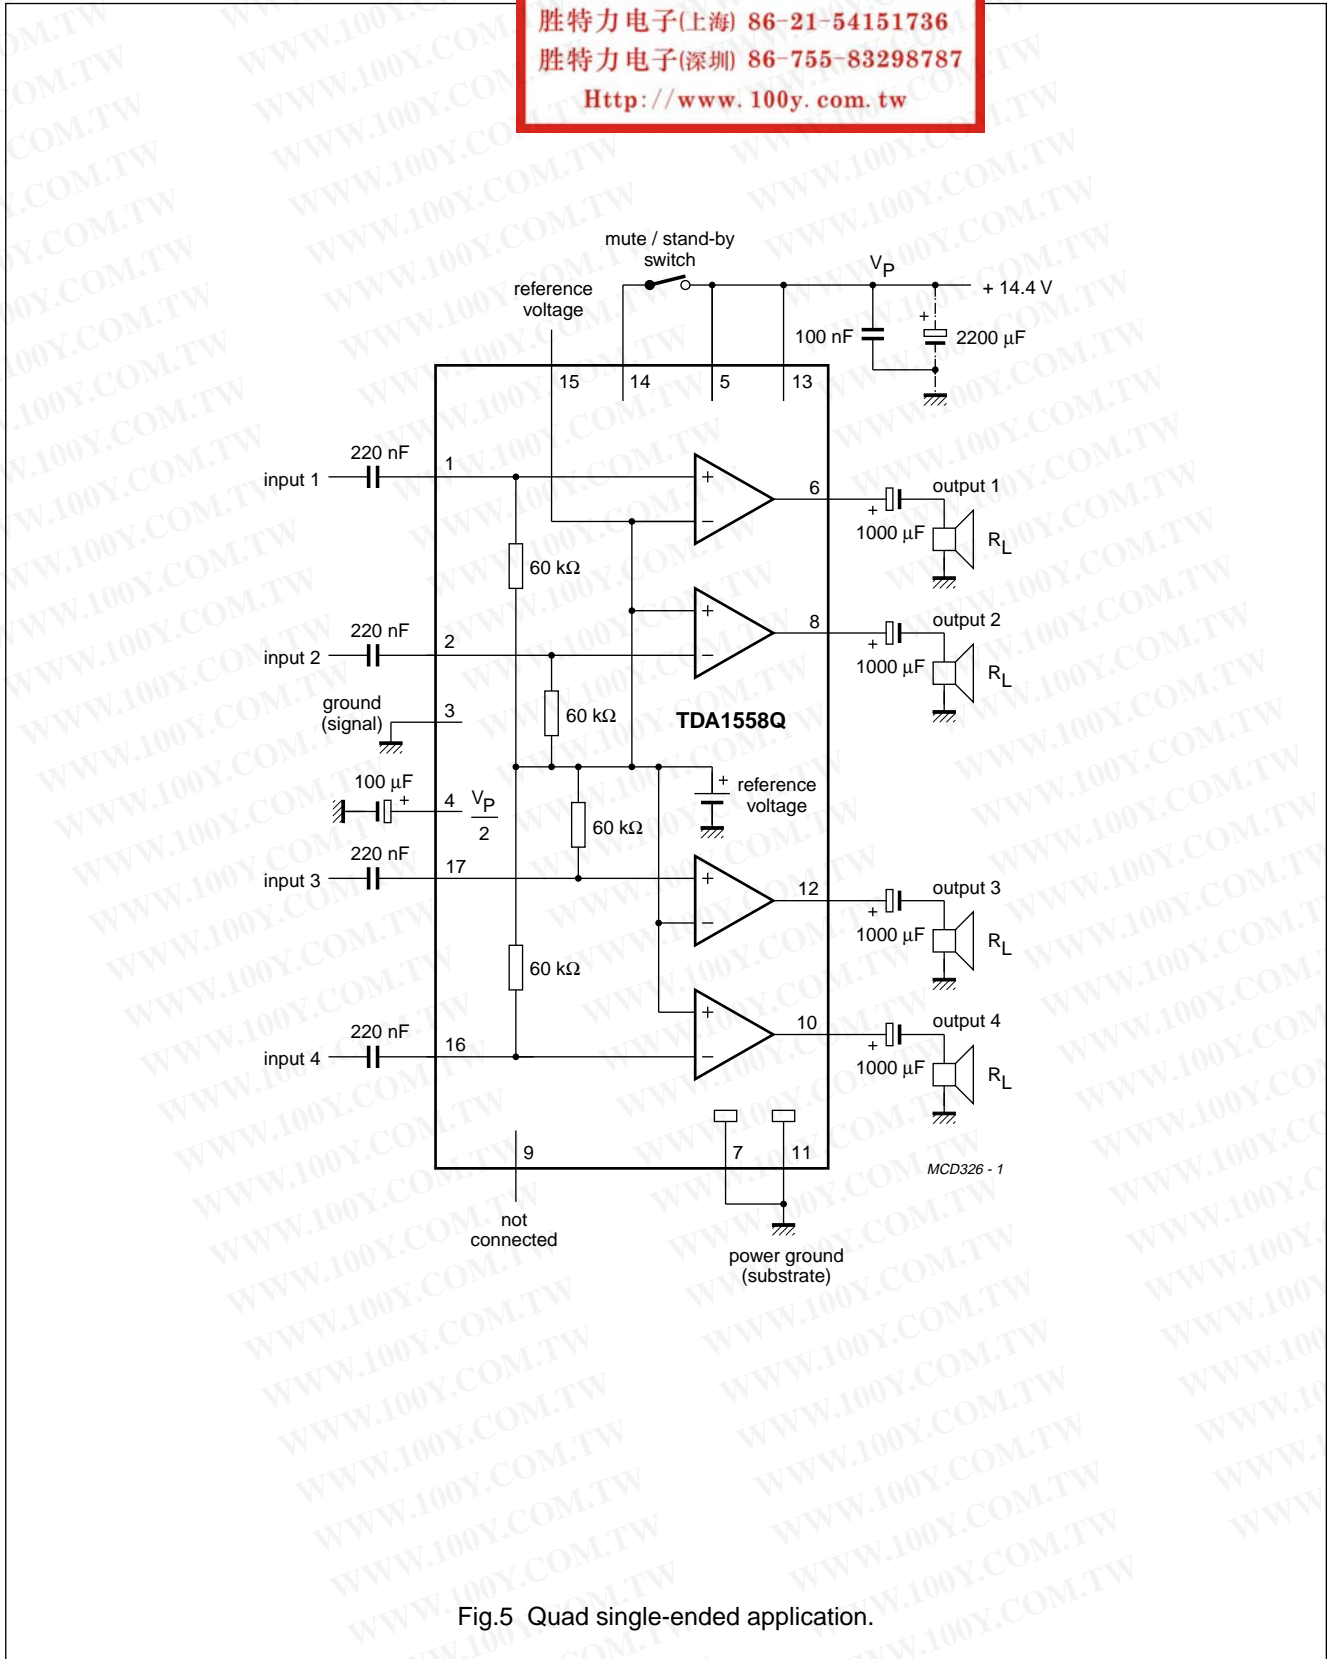 胜特力电子(上海) 86-21-54151736
胜特力电子(深圳) 86-755-83298787
Http://www.100y.com.tw
mute / stand-by
switch
VP
+ 14.4 V
reference
voltage
100 nF
+
2200 µF
15
14
5
13
220 nF
input 1
1
+
−
6
output 1
+
1000 µF
RL
60 kΩ
220 nF
input 2
2
+
−
8
output 2
+
1000 µF
RL
ground
(signal)
3
60 kΩ
TDA1558Q
100 µF
+
4
VP
2
+
reference
voltage
60 kΩ
220 nF
input 3
17
+
−
12
output 3
+
1000 µF
RL
60 kΩ
220 nF
input 4
16
+
−
10
output 4
+
1000 µF
RL
9
7
11
MCD326 - 1
not
connected
power ground
(substrate)
Fig.5 Quad single-ended application.
WWW.100Y.COM.TW